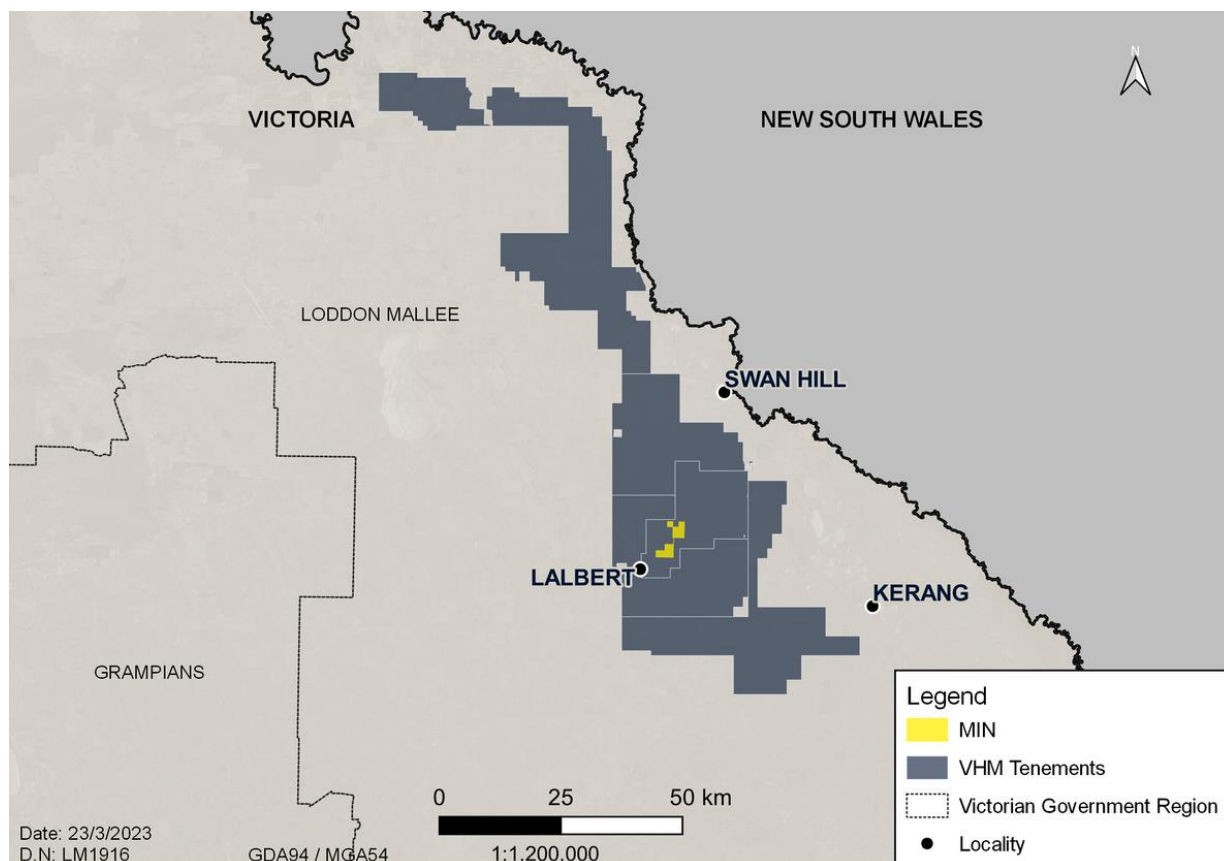 N
VICTORIA
NEW SOUTH WALES
LODDON MALLEE
SWAN HILL
LALBERT
KERANG
GRAMPIANS
Legend
MIN
VHM Tenements
Victorian Government Region
Locality
0 25 50 km
1:1.200.000
Date: 23/3/2023
D.N: LM1916
GDA94 / MGA54